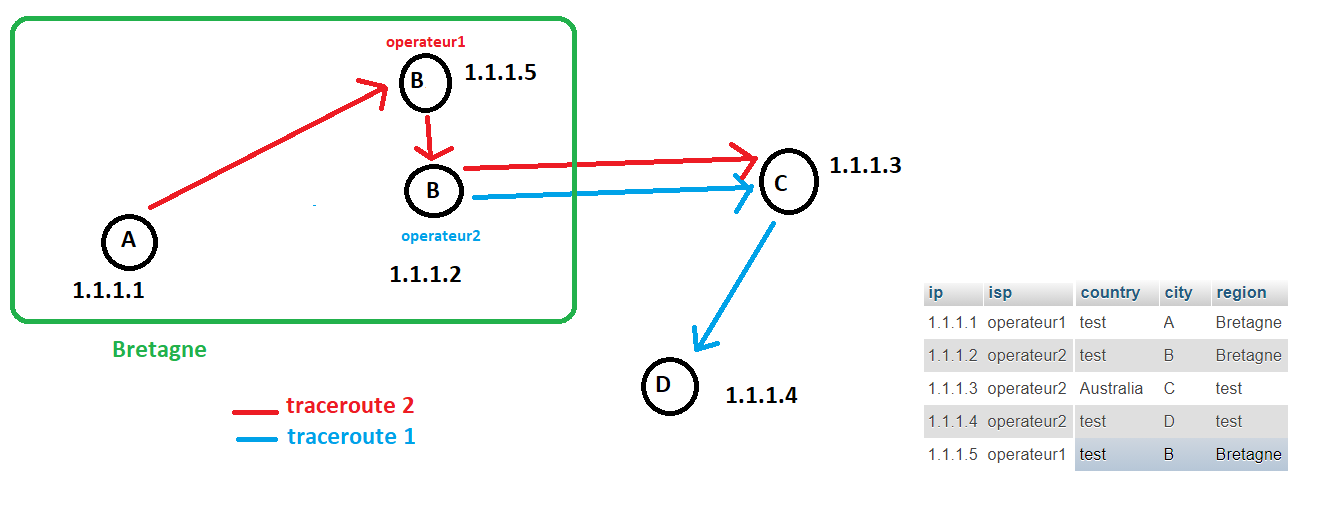 operateur1
B
1.1.1.5
B
operateur2
1.1.1.2
A
1.1.1.1
C
1.1.1.3
D
1.1.1.4
Bretagne
traceroute 2
traceroute 1
ip isp country city region
1.1.1.1 operateur1 test A Bretagne
1.1.1.2 operateur2 test B Bretagne
1.1.1.3 operateur2 Australia C test
1.1.1.4 operateur2 test D test
1.1.1.5 operateur1 test B Bretagne